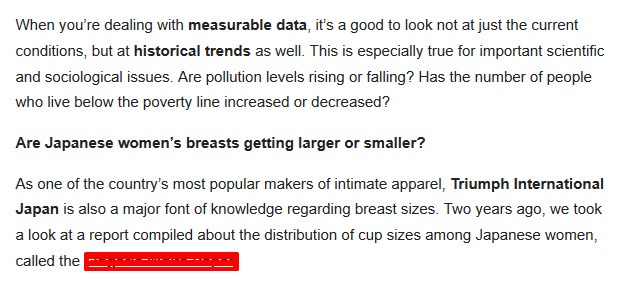 When you're dealing with measurable data, it's a good to look not at just the current
conditions, but at historical trends as well. This is especially true for important scientific
and sociological issues. Are pollution levels rising or falling? Has the number of people
who live below the poverty line increased or decreased?
Are Japanese women's breasts getting larger or smaller?
As one of the country's most popular makers of intimate apparel, Triumph International
Japan is also a major font of knowledge regarding breast sizes. Two years ago, we took
a look at a report compiled about the distribution of cup sizes among Japanese women,
called the